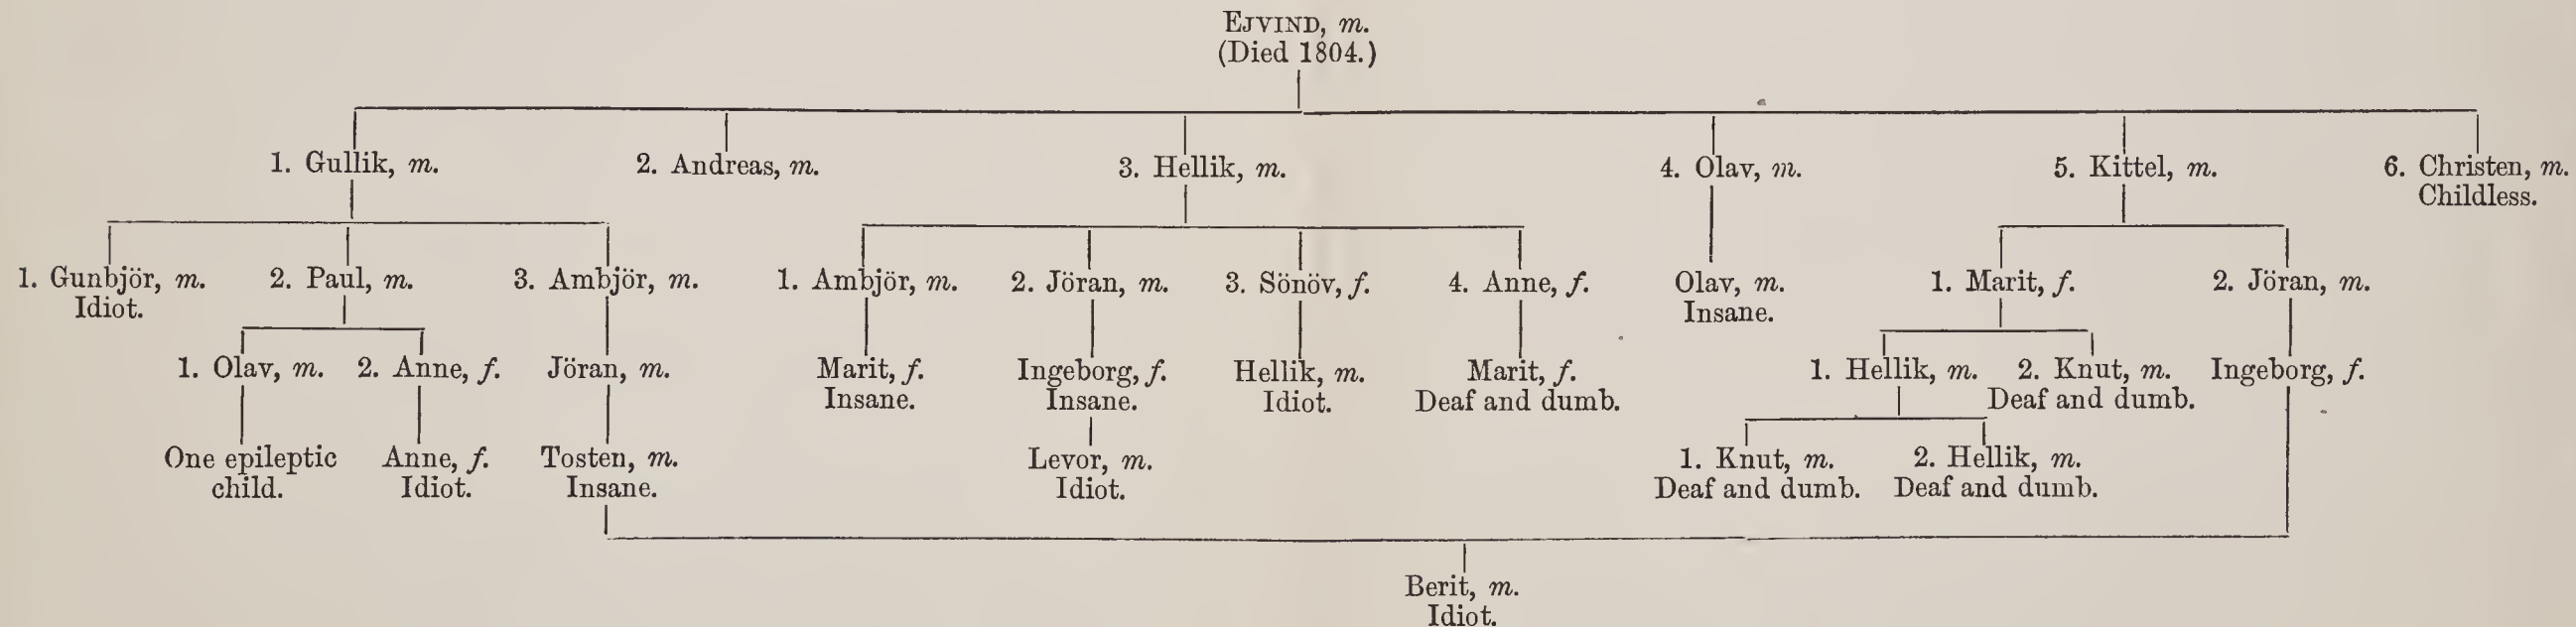 EJVIND, m.
(Died 1804.)
1. Gullik, m. 2. Andreas, m. 3. Hellik, m. 4. Olav, m. 5. Kittel, m. 6. Christen, m.
Childless.
1. Gunbjör, m. 2. Paul, m. 3. Ambjör, m. 1. Ambjör, m. 2. Jöran, m. 3. Sönöv, f. 4. Anne, f. Olav, m. 1. Marit, f. 2. Jöran, m.
Idiot. Insane.
1. Olav, m. 2. Anne, f. Jöran, m. Marit, f. Ingeborg, f. Hellik, m. Marit, f. 1. Hellik, m. 2. Knut, m. Ingeborg, f.
Insane. Insane. Idiot. Deaf and dumb. Deaf and dumb.
One epileptic Anne, f. Tosten, m. Levor, m. 1. Knut, m. 2. Hellik, m.
child. Idiot. Insane. Idiot. Deaf and dumb. Deaf and dumb.
Berit, m.
Idiot.